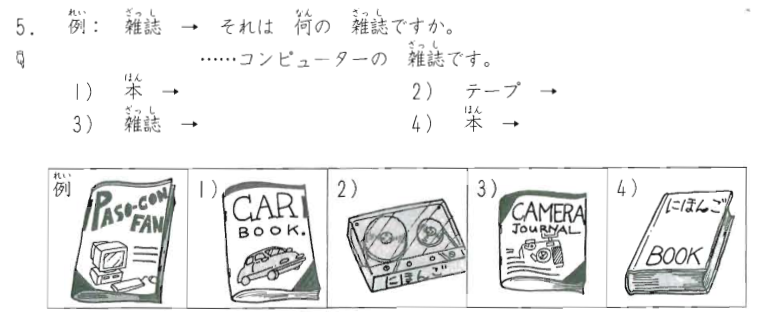 5. 例： 雑誌 → それは 何の 雑誌ですか。
れい ざっし なん ざっし
……コンピューターの 雑誌です。
ざっし
1) 本 → 2) テープ →
ほん
3) 雑誌 → 4) 本 →
ざっし ほん
例 1) 2) 3) 4)
れい
PASO-CON
FAN
CAR
BOOK.
にほんご
CAMERA
JOURNAL
にほんご
BOOK